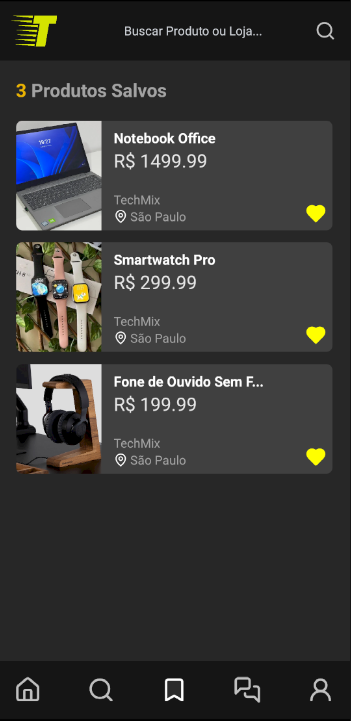 T
Buscar Produto ou Loja...
3 Produtos Salvos
Notebook Office
R$ 1499.99
TechMix
São Paulo
Smartwatch Pro
R$ 299.99
TechMix
São Paulo
Fone de Ouvido Sem F...
R$ 199.99
TechMix
São Paulo